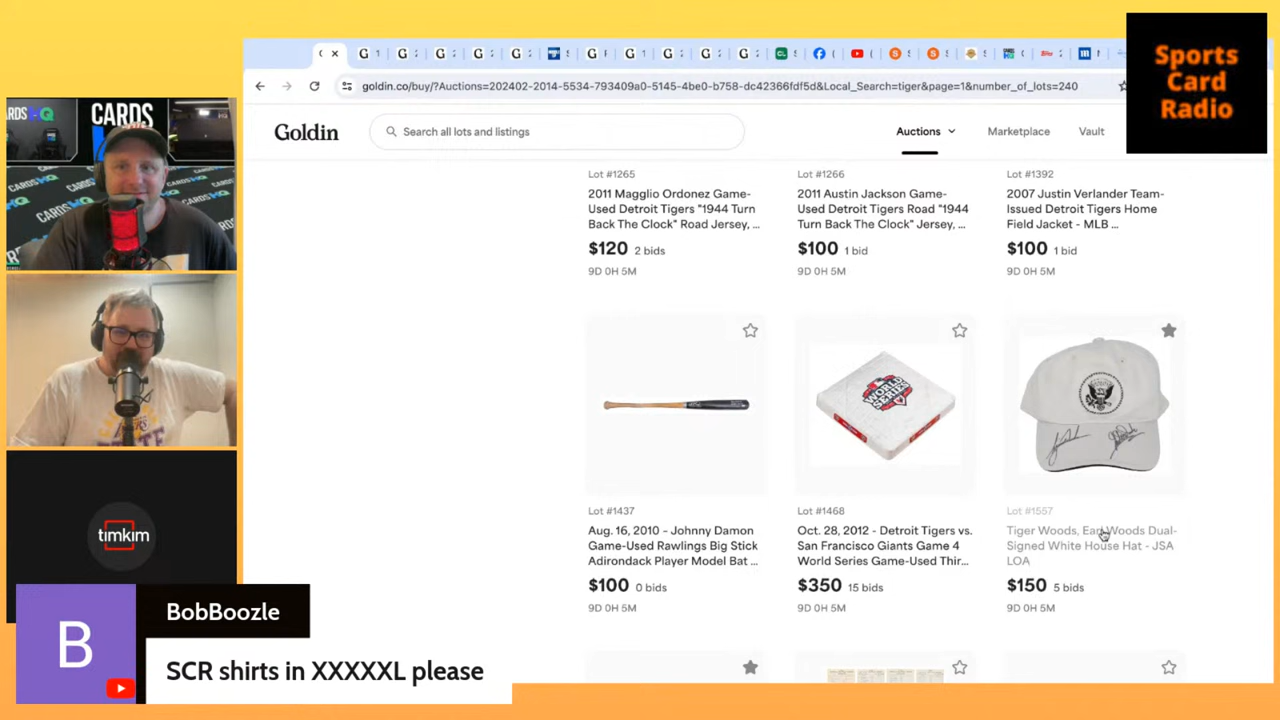 Sports
Card
Radio
goldin.co/buy/?Auctions=202402-2014-5534-793409a0-5145-4be0-b758-dc42366fdf5d&Local_Search=tiger&page=1&number_of_lots=240
Goldin
Search all lots and listings
Auctions
Marketplace
Vault
CARDS
CARDS HQ
Lot #1265
2011 Magglio Ordonez Game-
Used Detroit Tigers "1944 Turn
Back The Clock" Road Jersey, ...
$120 2 bids
9D 0H 5M
Lot #1266
2011 Austin Jackson Game-
Used Detroit Tigers Road "1944
Turn Back The Clock" Jersey, ...
$100 1 bid
9D 0H 5M
Lot #1392
2007 Justin Verlander Team-
Issued Detroit Tigers Home
Field Jacket - MLB ...
$100 1 bid
9D 0H 5M
WORLD
SERIES
Lot #1437
Aug. 16, 2010 – Johnny Damon
Game-Used Rawlings Big Stick
Adirondack Player Model Bat ...
$100 0 bids
9D 0H 5M
Lot #1468
Oct. 28, 2012 - Detroit Tigers vs.
San Francisco Giants Game 4
World Series Game-Used Thir...
$350 15 bids
9D 0H 5M
Lot #1557
Tiger Woods, Earl Woods Dual-
Signed White House Hat - JSA
LOA
$150 5 bids
9D 0H 5M
timkim
B
BobBoozle
SCR shirts in XXXXXL please